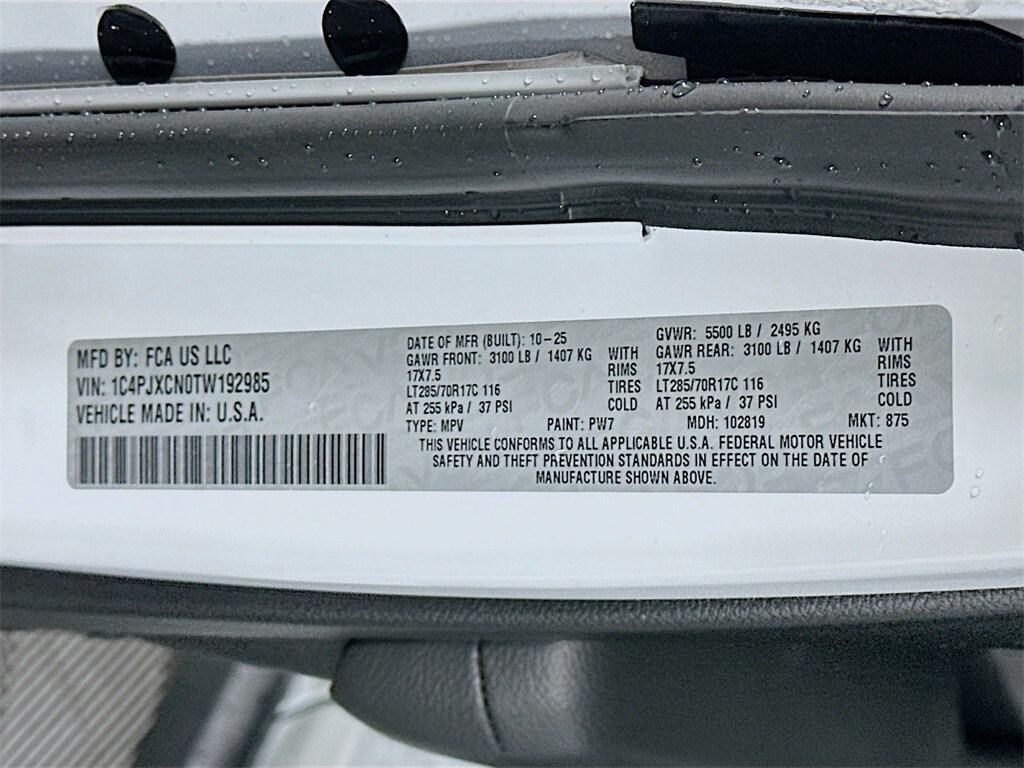 MFD BY: FCA US LLC
VIN: 1C4PJXCN0TW192985
VEHICLE MADE IN: U.S.A.
DATE OF MFR (BUILT): 10-25
GAWR FRONT: 3100 LB / 1407 KG WITH
17X7.5 RIMS
LT285/70R17C 116 TIRES
AT 255 kPa / 37 PSI COLD
GVWR: 5500 LB / 2495 KG
GAWR REAR: 3100 LB / 1407 KG WITH
17X7.5 RIMS
LT285/70R17C 116 TIRES
AT 255 kPa / 37 PSI COLD
TYPE: MPV PAINT: PW7 MDH: 102819 MKT: 875
THIS VEHICLE CONFORMS TO ALL APPLICABLE U.S.A. FEDERAL MOTOR VEHICLE
SAFETY AND THEFT PREVENTION STANDARDS IN EFFECT ON THE DATE OF
MANUFACTURE SHOWN ABOVE.